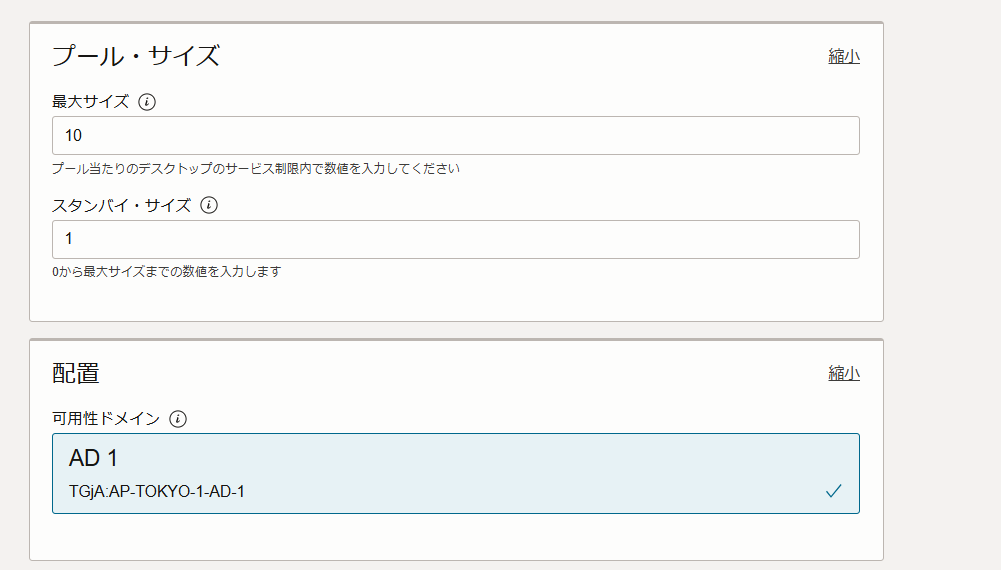 プール・サイズ
縮小
最大サイズ
10
プール当たりのデスクトップのサービス制限内で数値を入力してください
スタンバイ・サイズ
1
0から最大サイズまでの数値を入力します
配置
縮小
可用性ドメイン
AD 1
TGjA:AP-TOKYO-1-AD-1